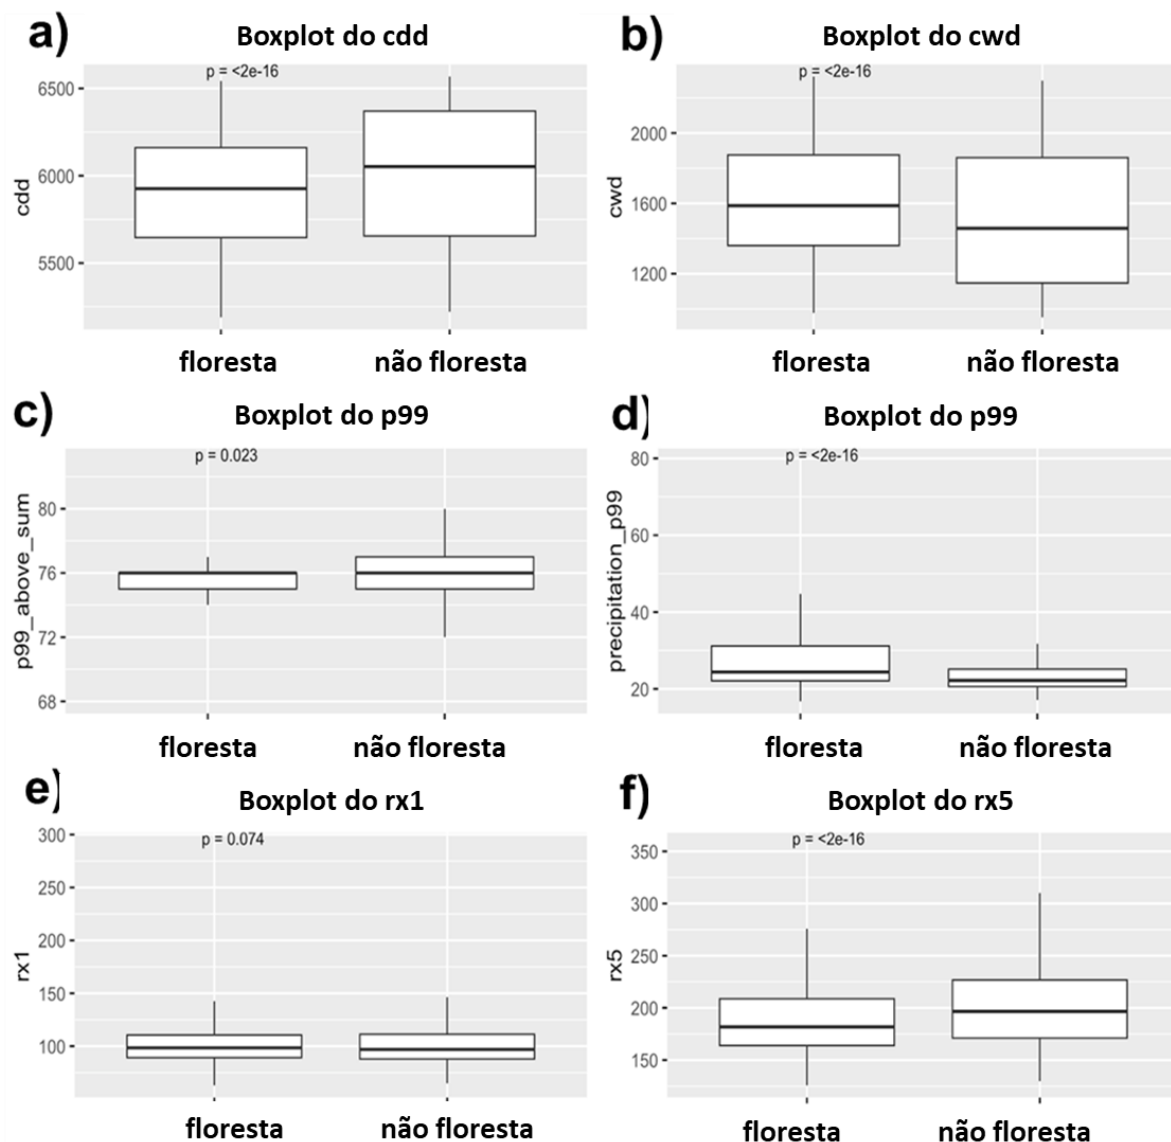 a)
Boxplot do cdd
p = <2e-16
cdd
6500
6000
5500
floresta
não floresta
b)
Boxplot do cwd
p = <2e-16
cwd
2000
1600
1200
floresta
não floresta
c)
Boxplot do p99
p = 0.023
p99_above_sum
80
76
72
68
floresta
não floresta
d)
Boxplot do p99
p = <2e-16
precipitation_p99
80
160
40
20
floresta
não floresta
e)
Boxplot do rx1
p = 0.074
rx1
300
250
200
150
100
floresta
não floresta
f)
Boxplot do rx5
p = <2e-16
rx5
350
300
250
200
150
floresta
não floresta